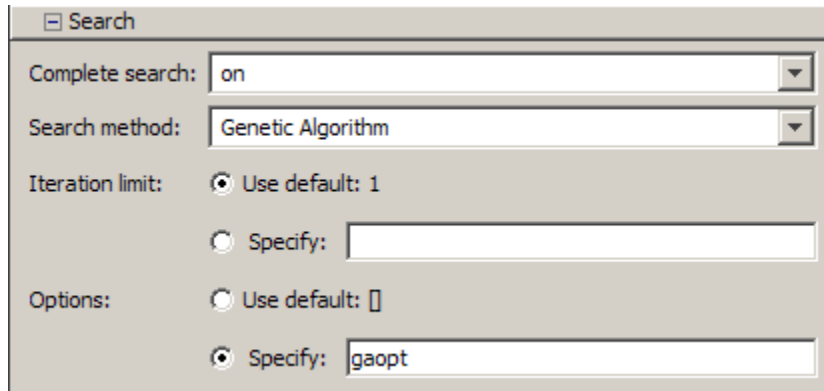 Search
Complete search: on
Search method: Genetic Algorithm
Iteration limit: Use default: 1
Specify:
Options: Use default: []
Specify: gaopt